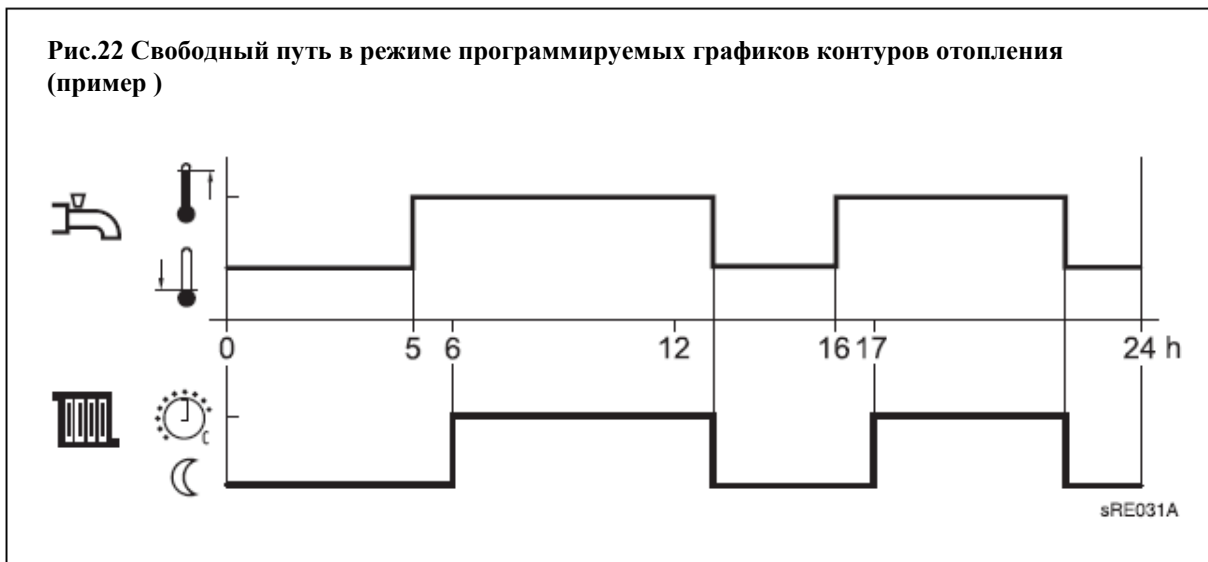 Рис.22 Свободный путь в режиме программируемых графиков контуров отопления
(пример )
0 5 6 12 16 17 24 h
C
sRE031A